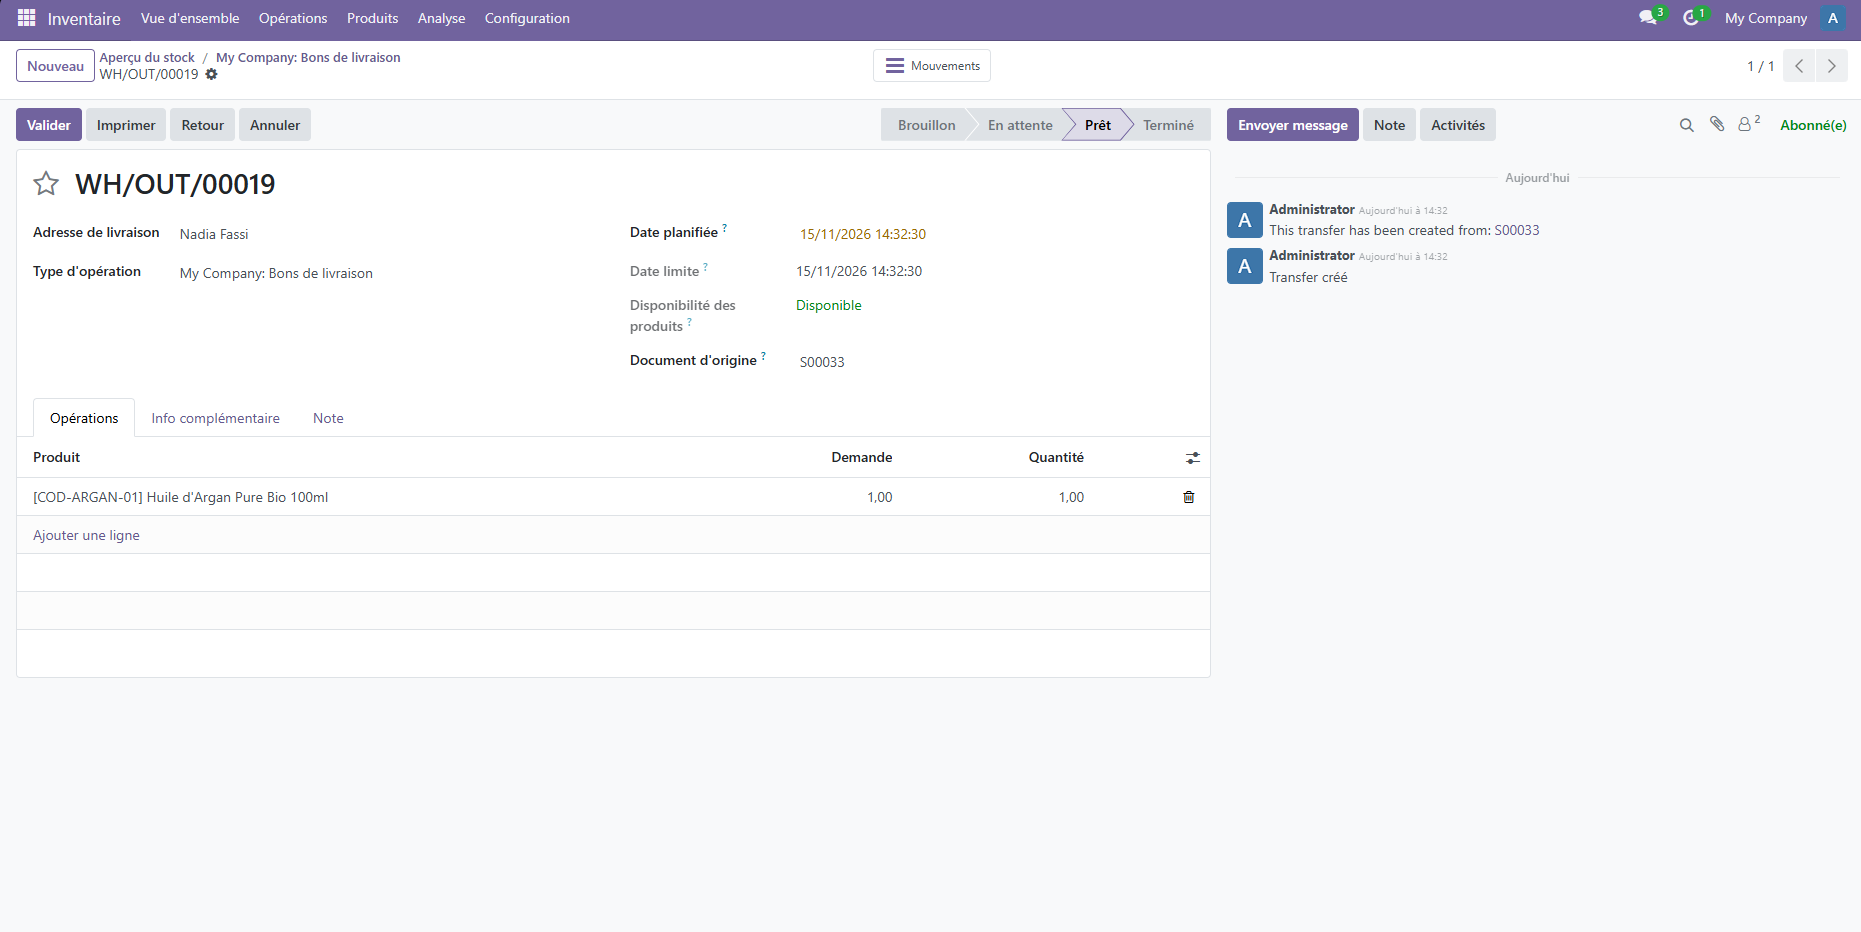 Inventaire Vue d'ensemble Opérations Produits Analyse Configuration 3 1 My Company A
Nouveau Aperçu du stock / My Company: Bons de livraison
WH/OUT/00019
Mouvements
1 / 1
Valider Imprimer Retour Annuler Brouillon En attente Prêt Terminé
Envoyer message Note Activités 2 Abonné(e)
WH/OUT/00019
Adresse de livraison Nadia Fassi
Type d'opération My Company: Bons de livraison
Date planifiée ? 15/11/2026 14:32:30
Date limite ? 15/11/2026 14:32:30
Disponibilité des
produits ? Disponible
Document d'origine ? S00033
Opérations Info complémentaire Note
Produit Demande Quantité
[COD-ARGAN-01] Huile d'Argan Pure Bio 100ml 1,00 1,00
Ajouter une ligne
Aujourd'hui
A Administrator Aujourd'hui à 14:32
This transfer has been created from: S00033
A Administrator Aujourd'hui à 14:32
Transfer créé